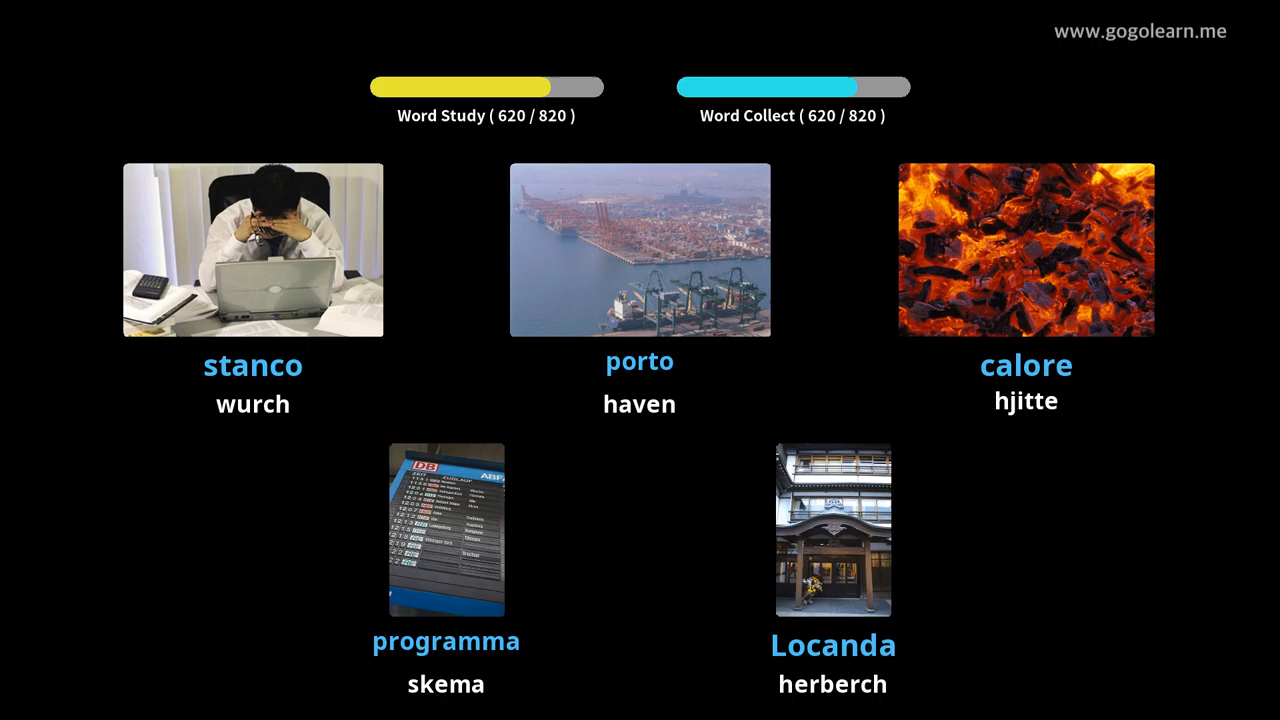 www.gogolearn.me
Word Study ( 620 / 820 )
Word Collect ( 620 / 820 )
stanco
porto
calore
wurch
haven
hjitte
DB
programma
Locanda
skema
herberch